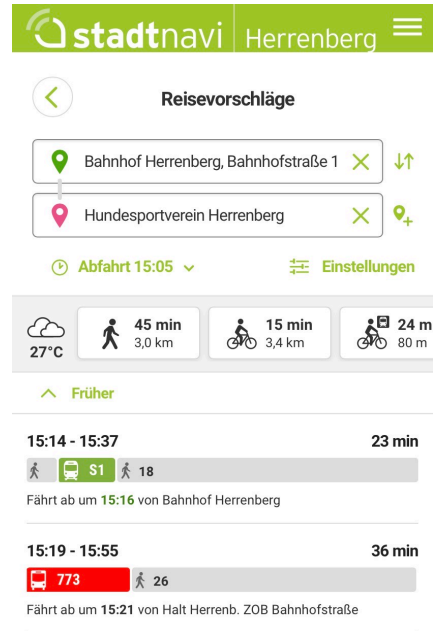 stadtnavi Herrenberg
Reisevorschläge
Bahnhof Herrenberg, Bahnhofstraße 1
Hundesportverein Herrenberg
Abfahrt 15:05 Einstellungen
27°C
45 min
3,0 km
15 min
3,4 km
24 m
80 m
Früher
15:14 - 15:37 23 min
S1 18
Fährt ab um 15:16 von Bahnhof Herrenberg
15:19 - 15:55 36 min
773 26
Fährt ab um 15:21 von Halt Herrenb. ZOB Bahnhofstraße